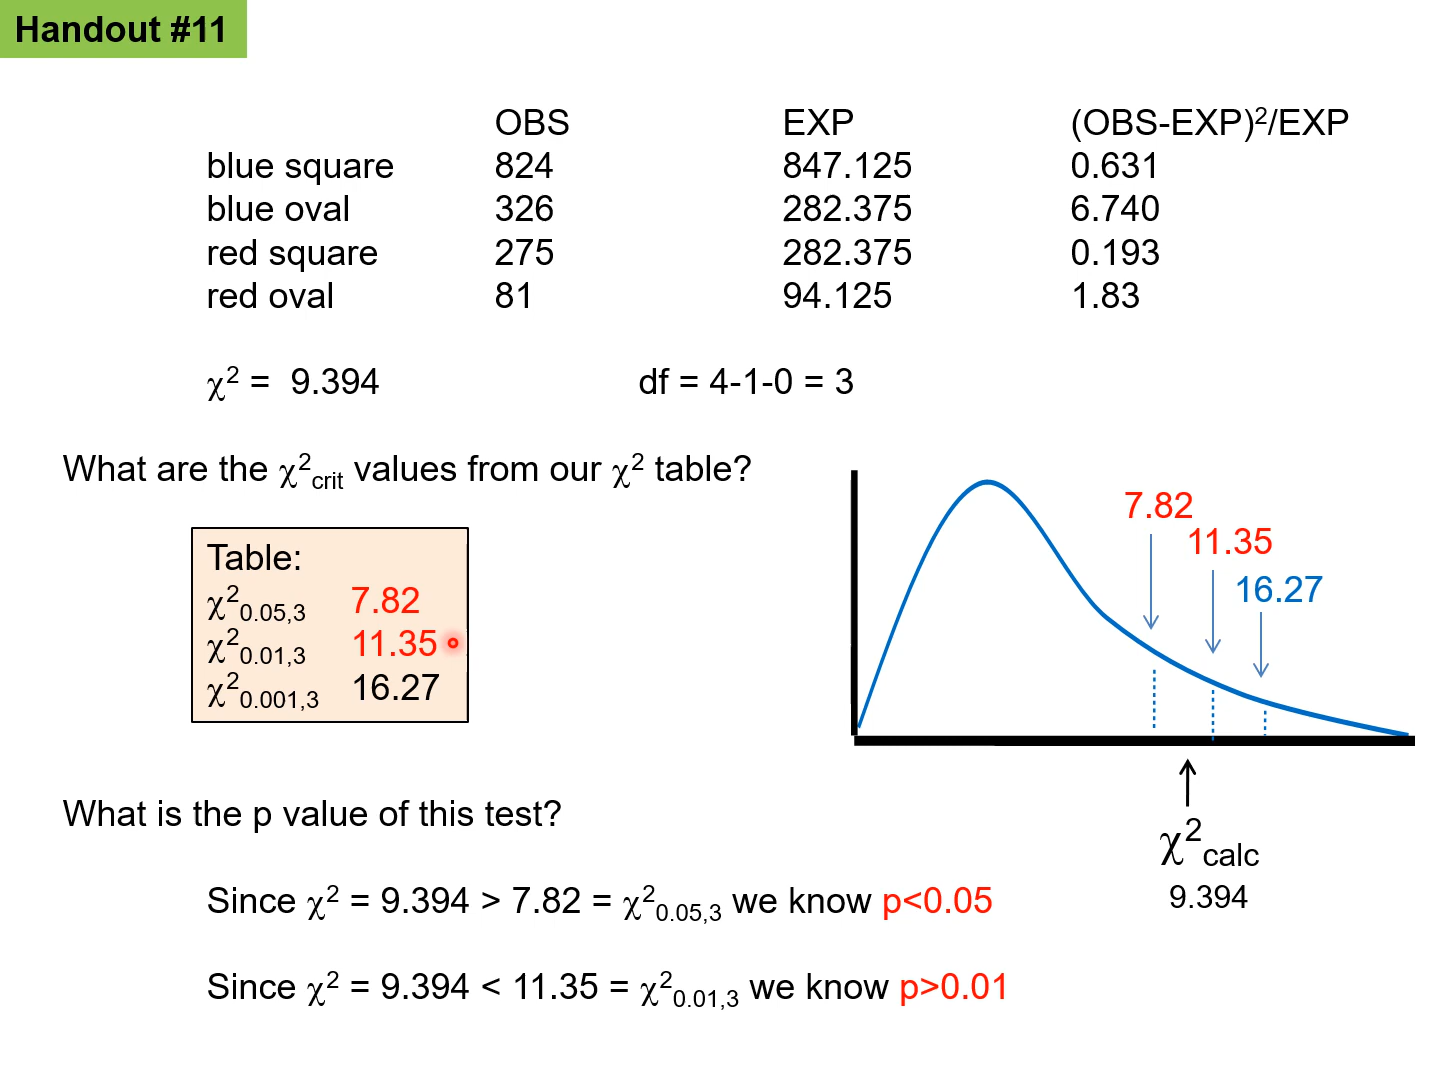 Handout #11
OBS EXP (OBS-EXP)²/EXP
blue square 824 847.125 0.631
blue oval 326 282.375 6.740
red square 275 282.375 0.193
red oval 81 94.125 1.83
χ² = 9.394 df = 4-1-0 = 3
What are the χ²crit values from our χ² table?
Table:
χ²0.05,3 7.82
χ²0.01,3 11.35
χ²0.001,3 16.27
7.82
11.35
16.27
χ²calc
9.394
What is the p value of this test?
Since χ² = 9.394 > 7.82 = χ²0.05,3 we know p<0.05
Since χ² = 9.394 < 11.35 = χ²0.01,3 we know p>0.01